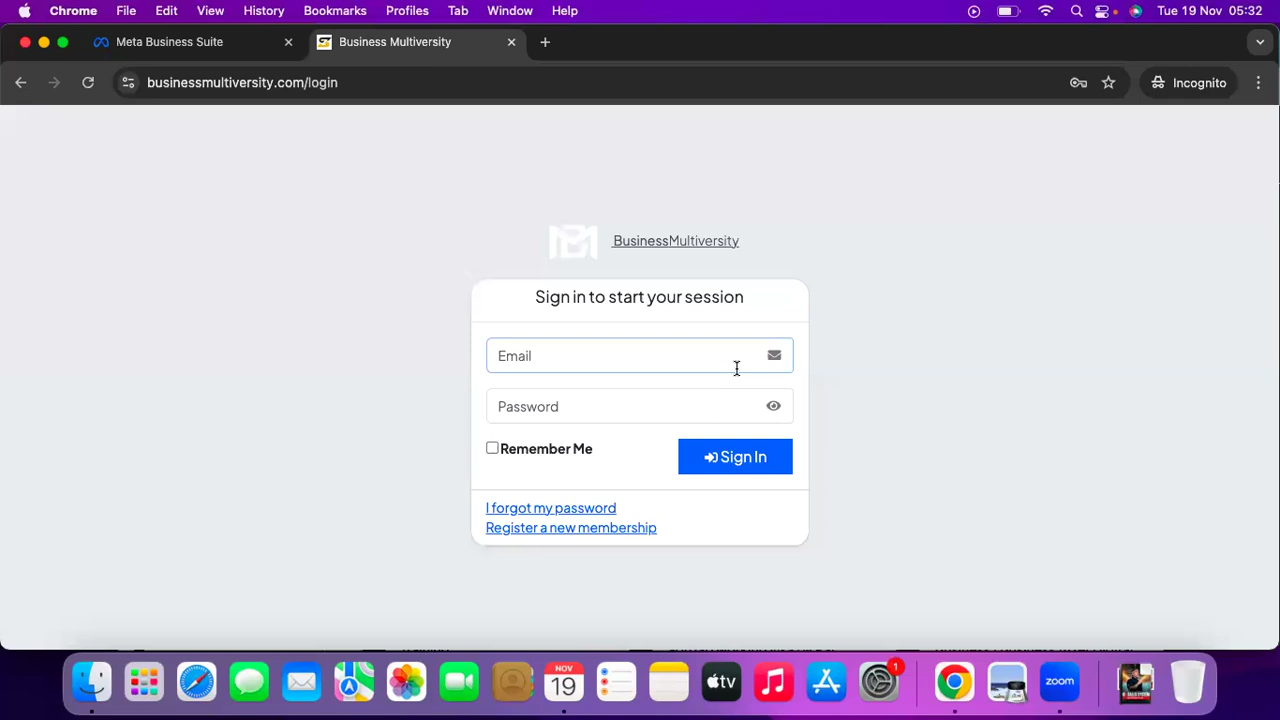 Chrome File Edit View History Bookmarks Profiles Tab Window Help Tue 19 Nov 05:32
Meta Business Suite
Business Multiversity
businessmultiversity.com/login
Incognito
BM BusinessMultiversity
Sign in to start your session
Email
Password
Remember Me
Sign In
I forgot my password
Register a new membership
NOV
19
tv
1
zoom